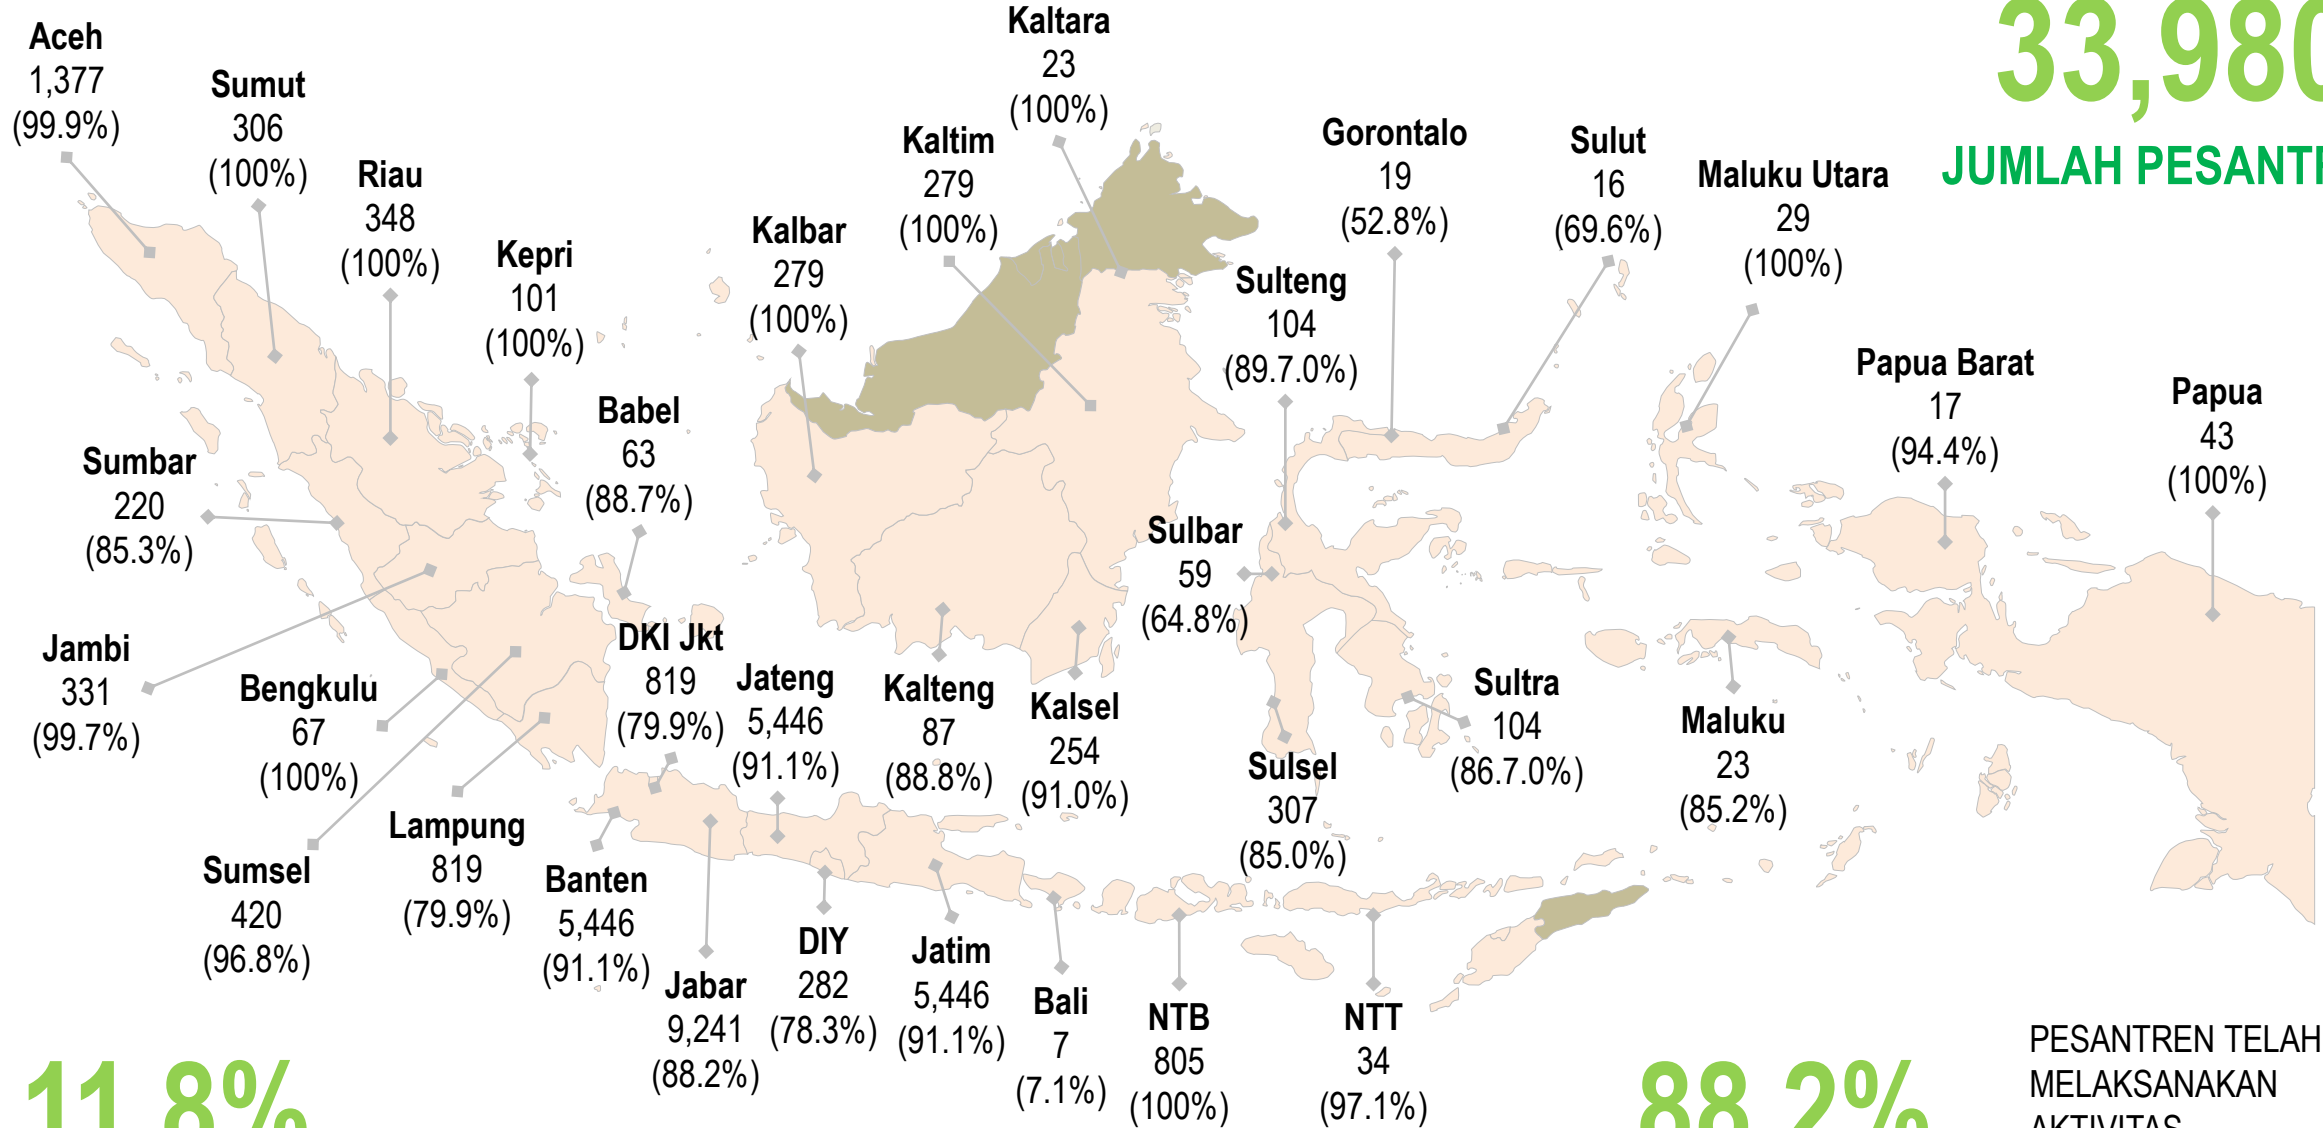 Aceh
1,377
(99.9%)
Sumut
306
(100%)
Riau
348
(100%)
Kepri
101
(100%)
Babel
63
(88.7%)
Sumbar
220
(85.3%)
Jambi
331
(99.7%)
Bengkulu
67
(100%)
Sumsel
420
(96.8%)
Lampung
819
(79.9%)
DKI Jkt
819
(79.9%)
Banten
5,446
(91.1%)
Jabar
9,241
(88.2%)
Jateng
5,446
(91.1%)
DIY
282
(78.3%)
Jatim
5,446
(91.1%)
Bali
7
(7.1%)
NTB
805
(100%)
NTT
34
(97.1%)
Kalbar
279
(100%)
Kaltim
279
(100%)
Kaltara
23
(100%)
Kalteng
87
(88.8%)
Kalsel
254
(91.0%)
Gorontalo
19
(52.8%)
Sulut
16
(69.6%)
Sulteng
104
(89.7.0%)
Sulbar
59
(64.8%)
Sulsel
307
(85.0%)
Sultra
104
(86.7.0%)
Maluku Utara
29
(100%)
Maluku
23
(85.2%)
Papua Barat
17
(94.4%)
Papua
43
(100%)
33,980
JUMLAH
11.8%
88.2%
PESANTREN TELAH
MELAKSANAKAN
AKTIVITAS